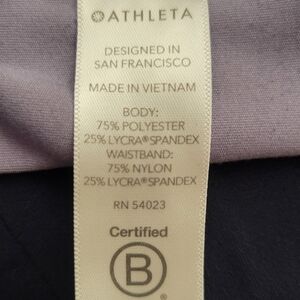 ATHLETA
DESIGNED IN
SAN FRANCISCO
MADE IN VIETNAM
BODY:
75% POLYESTER
25% LYCRA®SPANDEX
WAISTBAND:
75% NYLON
25% LYCRA®SPANDEX
RN 54023
Certified
B